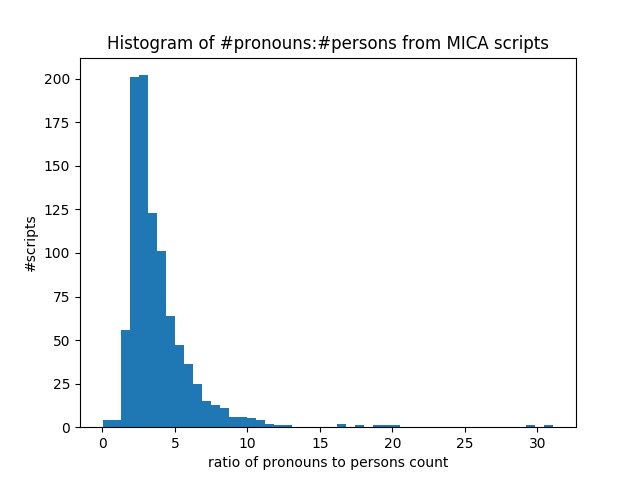 Histogram of #pronouns:#persons from MICA scripts
200
175
150
125
100
75
50
25
0
#scripts
0 5 10 15 20 25 30
ratio of pronouns to persons count